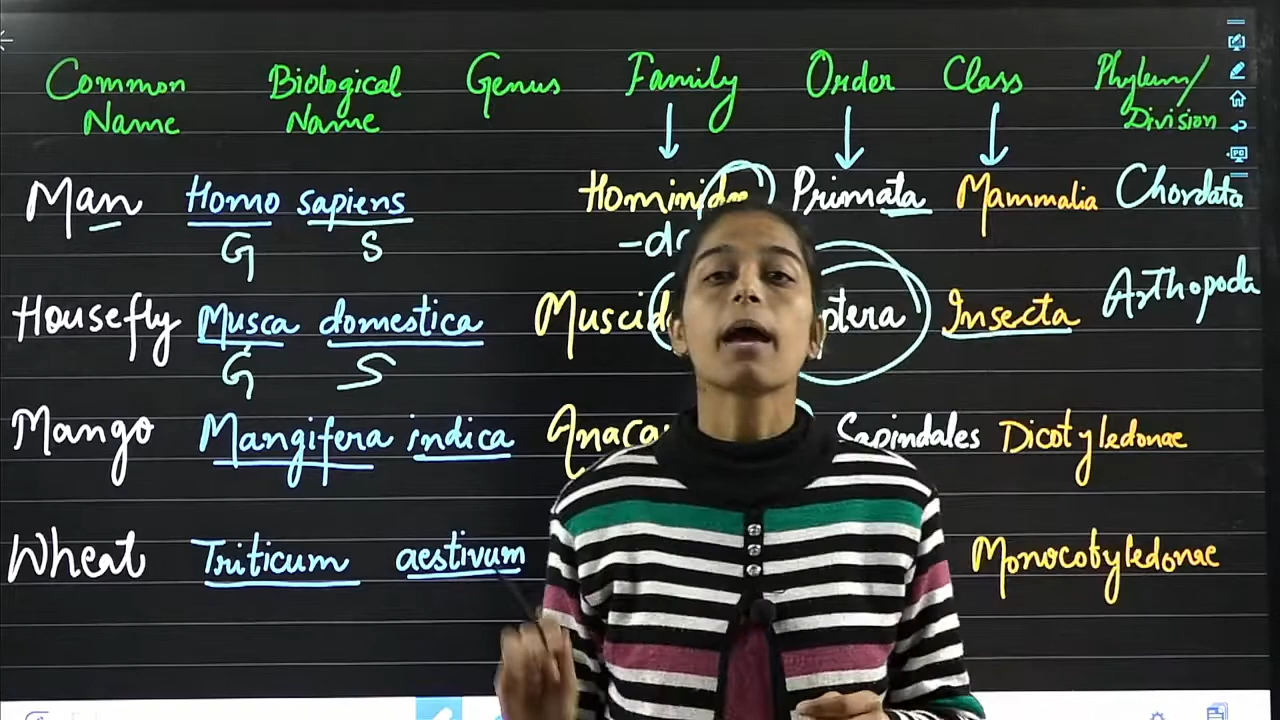 Common Name
Biological Name
Genus
Family
Order
Class
Phylum/ Division
Man Homo sapiens Primata Mammalia Chordata
G S
Housefly Musca domestica Insecta Arthopoda
G S
Mango Mangifera indica Sapindales Dicotyledonae
Wheat Triticum aestivum Monocotyledonae